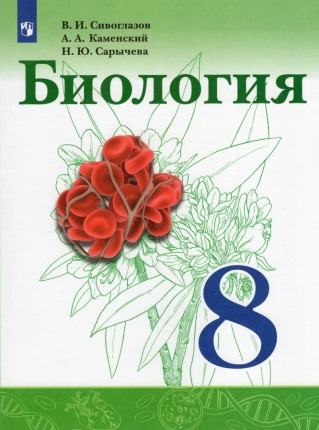 В. И. Сивоглазов
А. А. Каменский
Н. Ю. Сарычева
Биология
8